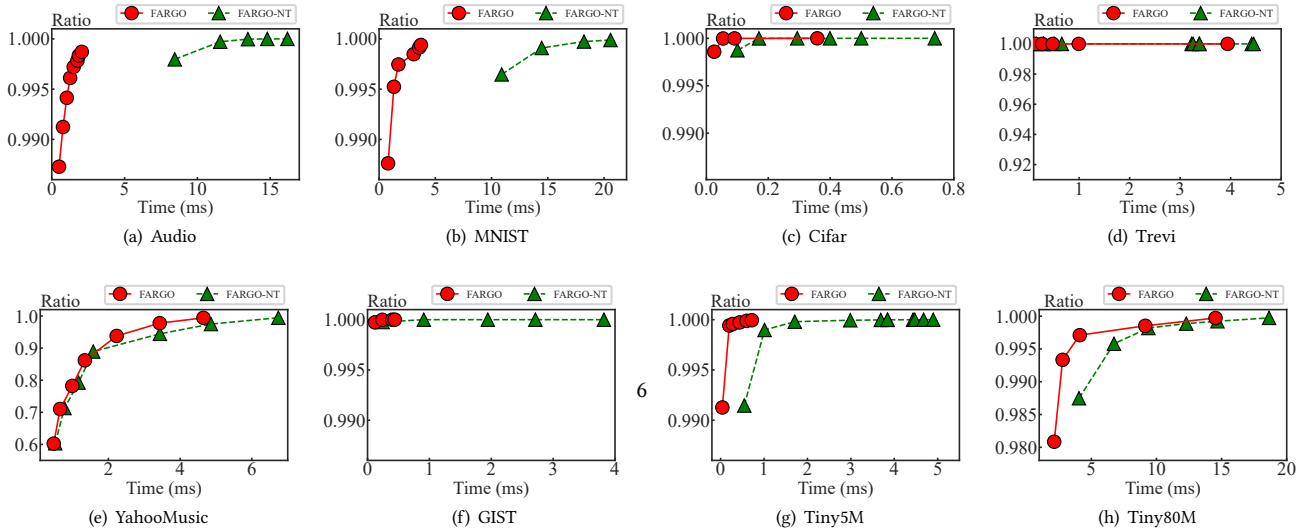 Ratio FARGO FARGO-NT
1.000
0.995
0.990
0 5 10 15
Time (ms)
(a) Audio
Ratio FARGO FARGO-NT
1.000
0.995
0.990
0 5 10 15 20
Time (ms)
(b) MNIST
Ratio FARGO FARGO-NT
1.000
0.995
0.990
0.0 0.2 0.4 0.6 0.8
Time (ms)
(c) Cifar
Ratio FARGO FARGO-NT
1.00
0.98
0.96
0.94
0.92
1 2 3 4 5
Time (ms)
(d) Trevi
Ratio FARGO FARGO-NT
1.0
0.9
0.8
0.7
0.6
2 4 6
Time (ms)
(e) YahooMusic
Ratio FARGO FARGO-NT
1.000
0.995
0.990
0 1 2 3 4
Time (ms)
(f) GIST
6
Ratio FARGO FARGO-NT
1.000
0.995
0.990
0 1 2 3 4 5
Time (ms)
(g) Tiny5M
Ratio FARGO FARGO-NT
1.000
0.995
0.990
0.985
0.980
5 10 15 20
Time (ms)
(h) Tiny80M